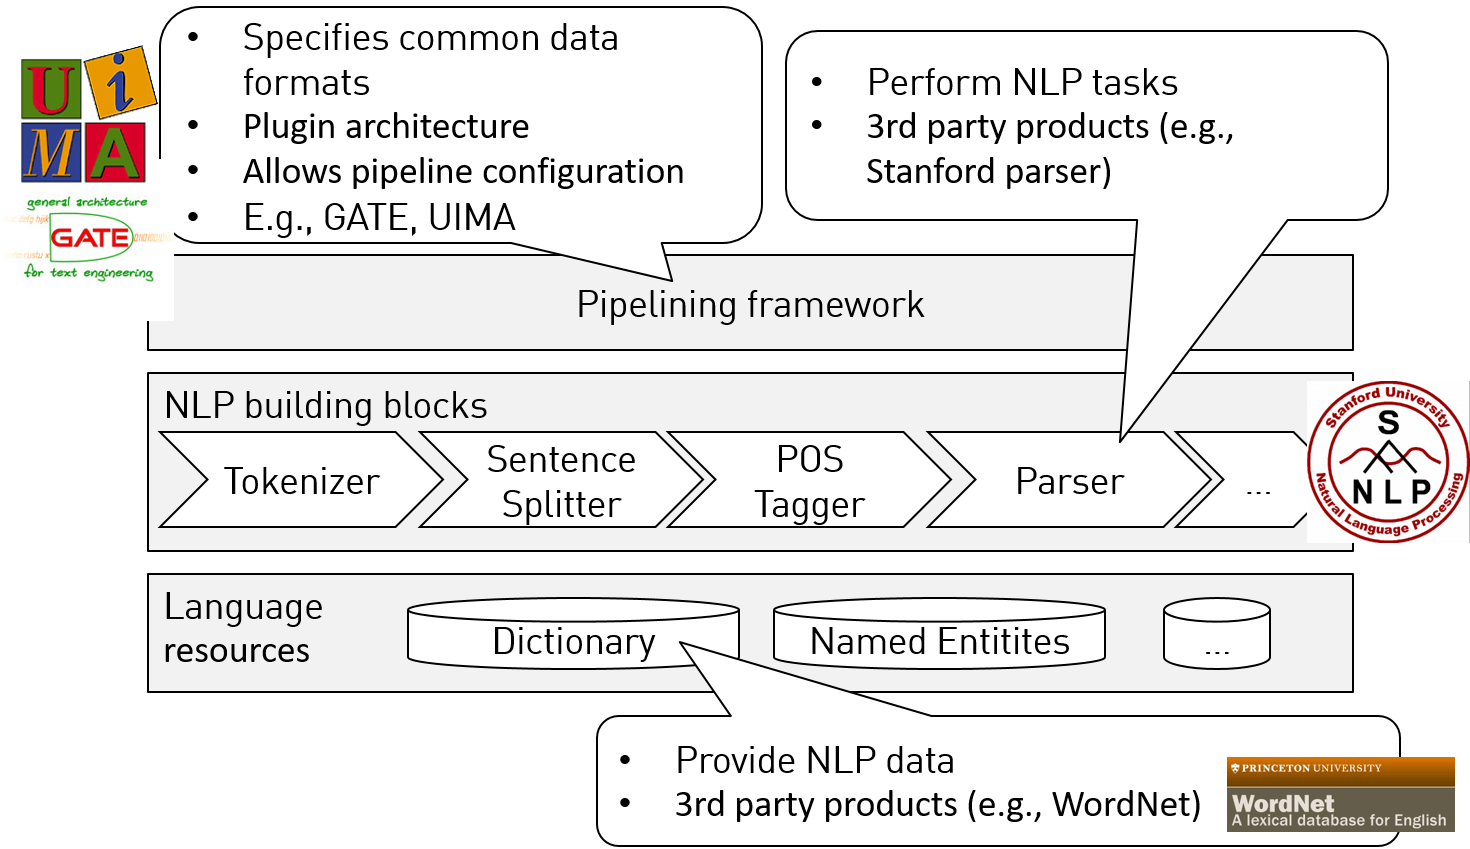 UiMA
general architecture
GATE
for text engineering
• Specifies common data
formats
• Plugin architecture
• Allows pipeline configuration
• E.g., GATE, UIMA
• Perform NLP tasks
• 3rd party products (e.g.,
Stanford parser)
Pipelining framework
NLP building blocks
Tokenizer
Sentence
Splitter
POS
Tagger
Parser
...
Stanford University
S
NLP
Natural Language Processing
Language
resources
Dictionary
Named Entitites
...
• Provide NLP data
• 3rd party products (e.g., WordNet)
PRINCETON UNIVERSITY
WordNet
A lexical database for English